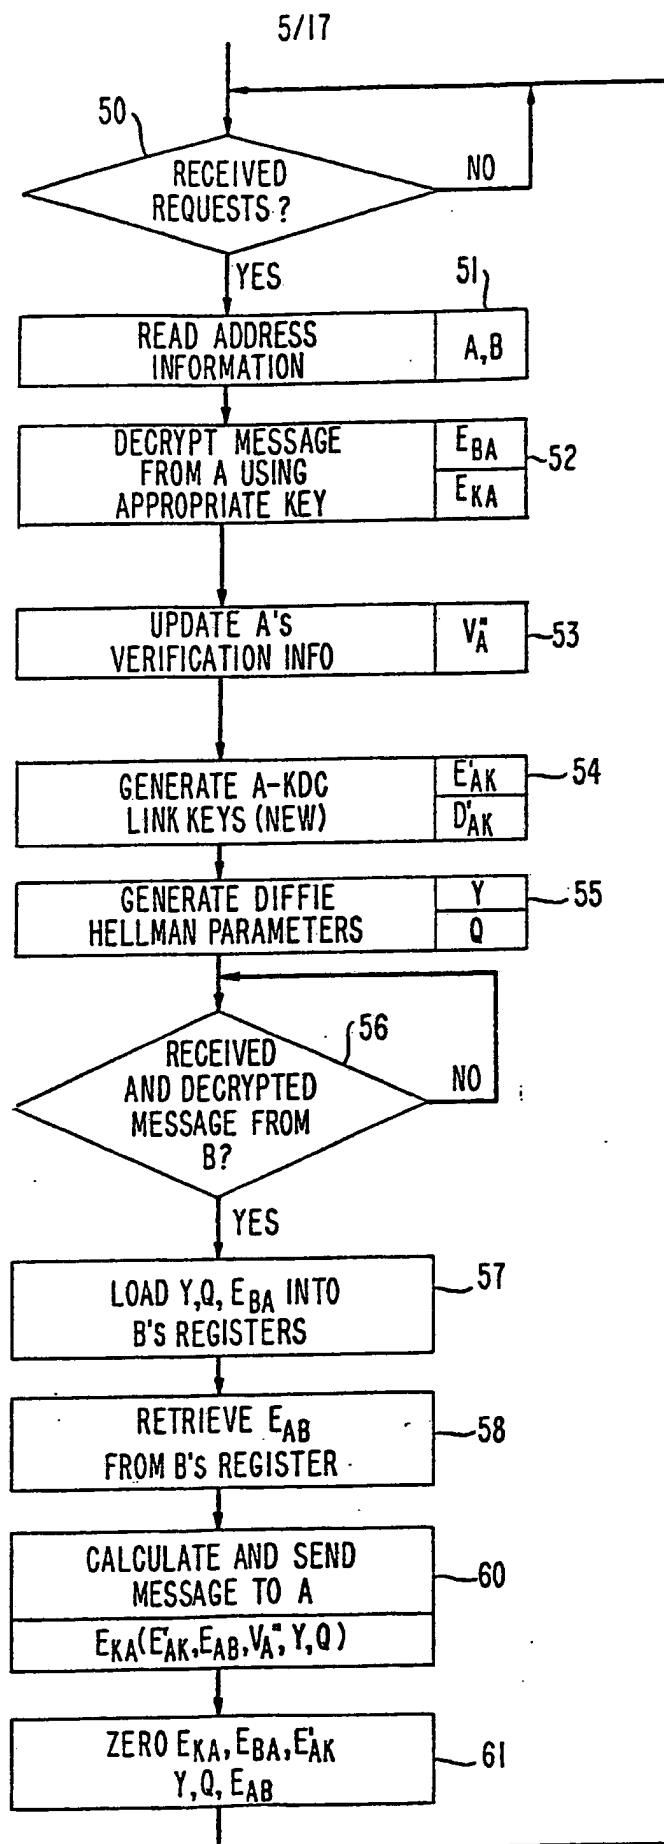 5/17
50
RECEIVED
REQUESTS?
NO
YES
51
READ ADDRESS
INFORMATION
A,B
DECRYPT MESSAGE
FROM A USING
APPROPRIATE KEY
E_BA
E_KA
52
UPDATE A'S
VERIFICATION INFO
V_A"
53
GENERATE A-KDC
LINK KEYS (NEW)
E'_AK
D'_AK
54
GENERATE DIFFIE
HELLMAN PARAMETERS
Y
Q
55
56
RECEIVED
AND DECRYPTED
MESSAGE FROM
B?
NO
YES
LOAD Y,Q, E_BA INTO
B'S REGISTERS
57
RETRIEVE E_AB
FROM B'S REGISTER
58
CALCULATE AND SEND
MESSAGE TO A
E_KA(E'_AK,E_AB,V_A",Y,Q)
60
ZERO E_KA, E_BA, E'_AK
Y,Q, E_AB
61